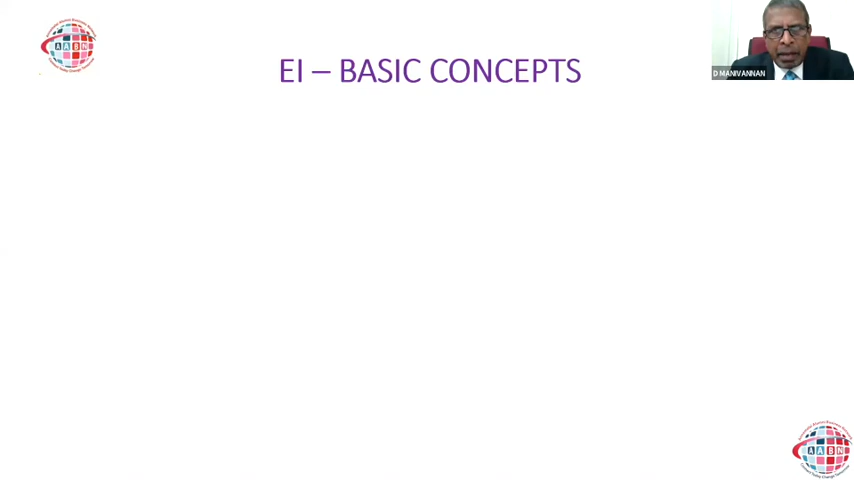 AABN
EI – BASIC CONCEPTS
D MANIVANNAN
AABN